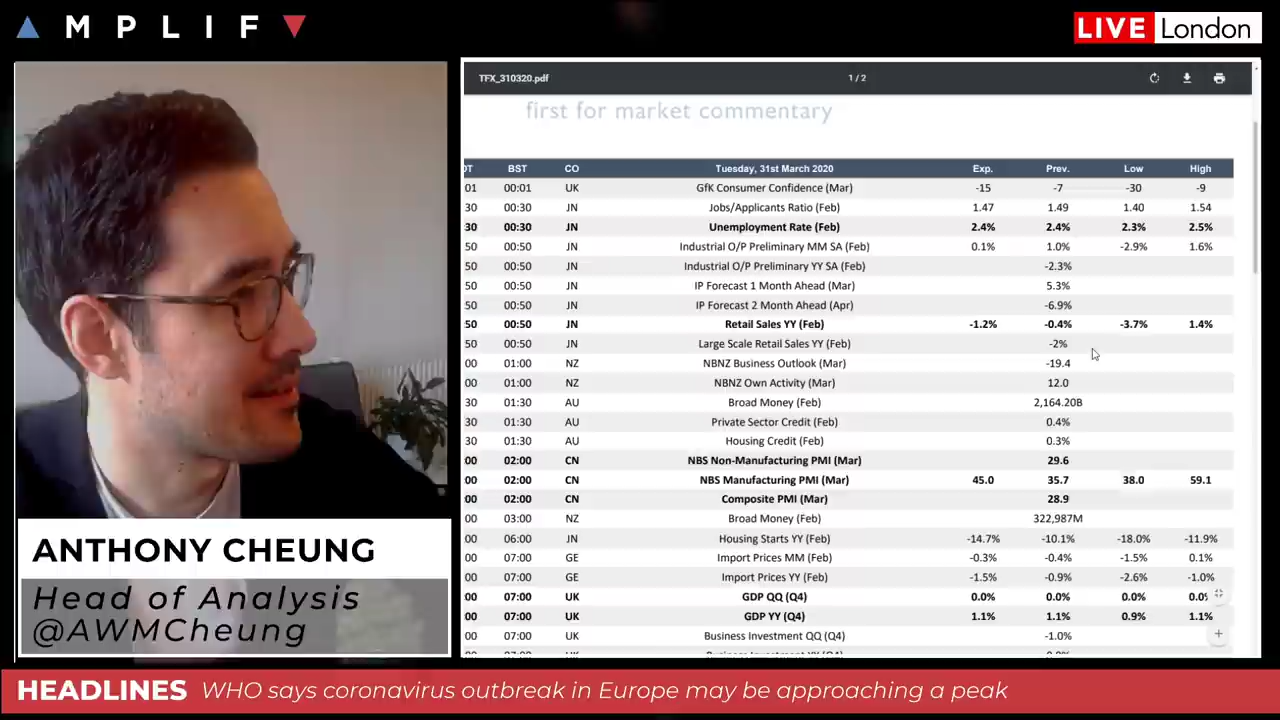 MPLIF
LIVE London
TFX_310320.pdf 1 / 2
first for market commentary
BST CO Tuesday, 31st March 2020 Exp. Prev. Low High
01 00:01 UK GfK Consumer Confidence (Mar) -15 -7 -30 -9
30 00:30 JN Jobs/Applicants Ratio (Feb) 1.47 1.49 1.40 1.54
30 00:30 JN Unemployment Rate (Feb) 2.4% 2.4% 2.3% 2.5%
50 00:50 JN Industrial O/P Preliminary MM SA (Feb) 0.1% 1.0% -2.9% 1.6%
50 00:50 JN Industrial O/P Preliminary YY SA (Feb) -2.3%
50 00:50 JN IP Forecast 1 Month Ahead (Mar) 5.3%
50 00:50 JN IP Forecast 2 Month Ahead (Apr) -6.9%
50 00:50 JN Retail Sales YY (Feb) -1.2% -0.4% -3.7% 1.4%
50 00:50 JN Large Scale Retail Sales YY (Feb) -2%
00 01:00 NZ NBNZ Business Outlook (Mar) -19.4
00 01:00 NZ NBNZ Own Activity (Mar) 12.0
30 01:30 AU Broad Money (Feb) 2,164.20B
30 01:30 AU Private Sector Credit (Feb) 0.4%
30 01:30 AU Housing Credit (Feb) 0.3%
00 02:00 CN NBS Non-Manufacturing PMI (Mar) 29.6
00 02:00 CN NBS Manufacturing PMI (Mar) 45.0 35.7 38.0 59.1
00 02:00 CN Composite PMI (Mar) 28.9
00 03:00 NZ Broad Money (Feb) 322,987M
00 06:00 JN Housing Starts YY (Feb) -14.7% -10.1% -18.0% -11.9%
00 07:00 GE Import Prices MM (Feb) -0.3% -0.4% -1.5% 0.1%
00 07:00 GE Import Prices YY (Feb) -1.5% -0.9% -2.6% -1.0%
00 07:00 UK GDP QQ (Q4) 0.0% 0.0% 0.0% 0.0%
00 07:00 UK GDP YY (Q4) 1.1% 1.1% 0.9% 1.1%
00 07:00 UK Business Investment QQ (Q4) -1.0%
ANTHONY CHEUNG
Head of Analysis
@AWMCheung
HEADLINES WHO says coronavirus outbreak in Europe may be approaching a peak